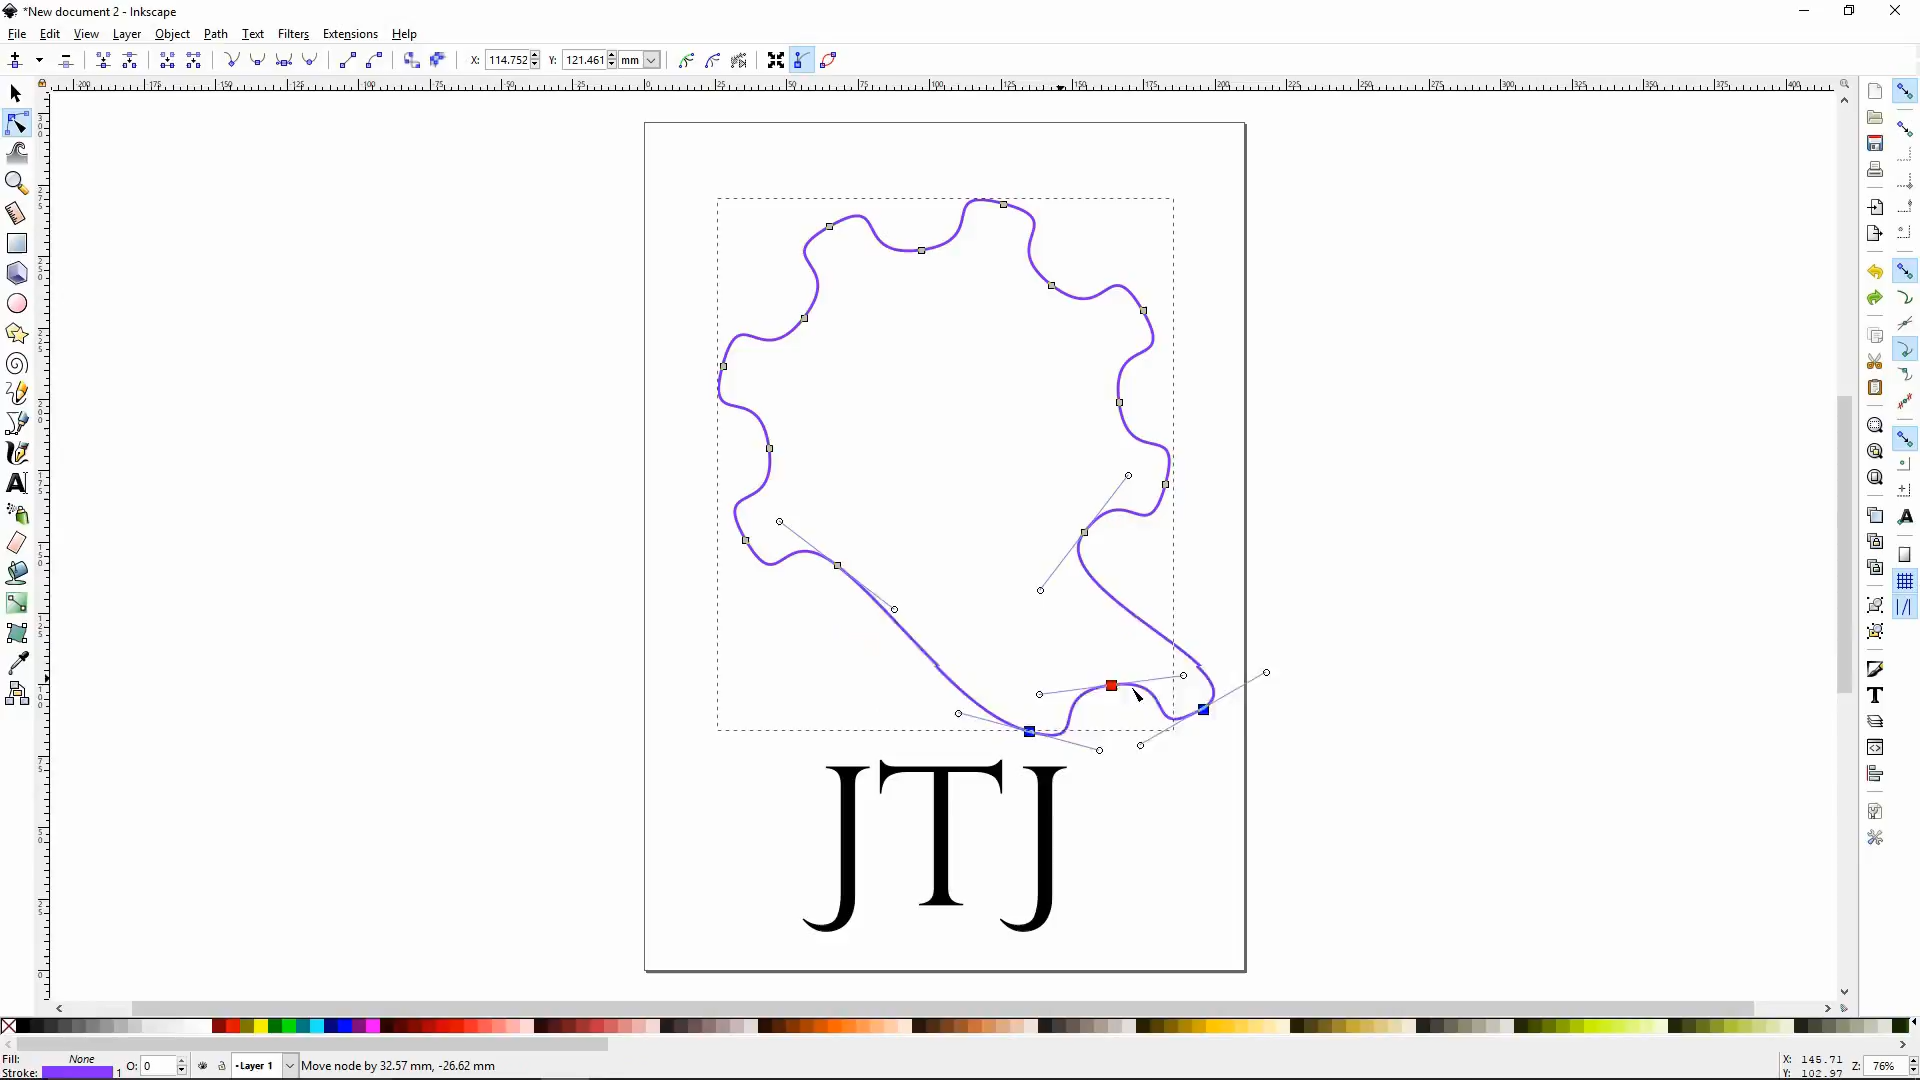 *New document 2 - Inkscape
File Edit View Layer Object Path Text Filters Extensions Help
X: 114.752 Y: 121.461 mm
JTJ
Fill: None
Stroke: 1 O: 0 •Layer 1 Move node by 32.57 mm, -26.62 mm
X: 145.71
Y: 102.97 Z: 76%